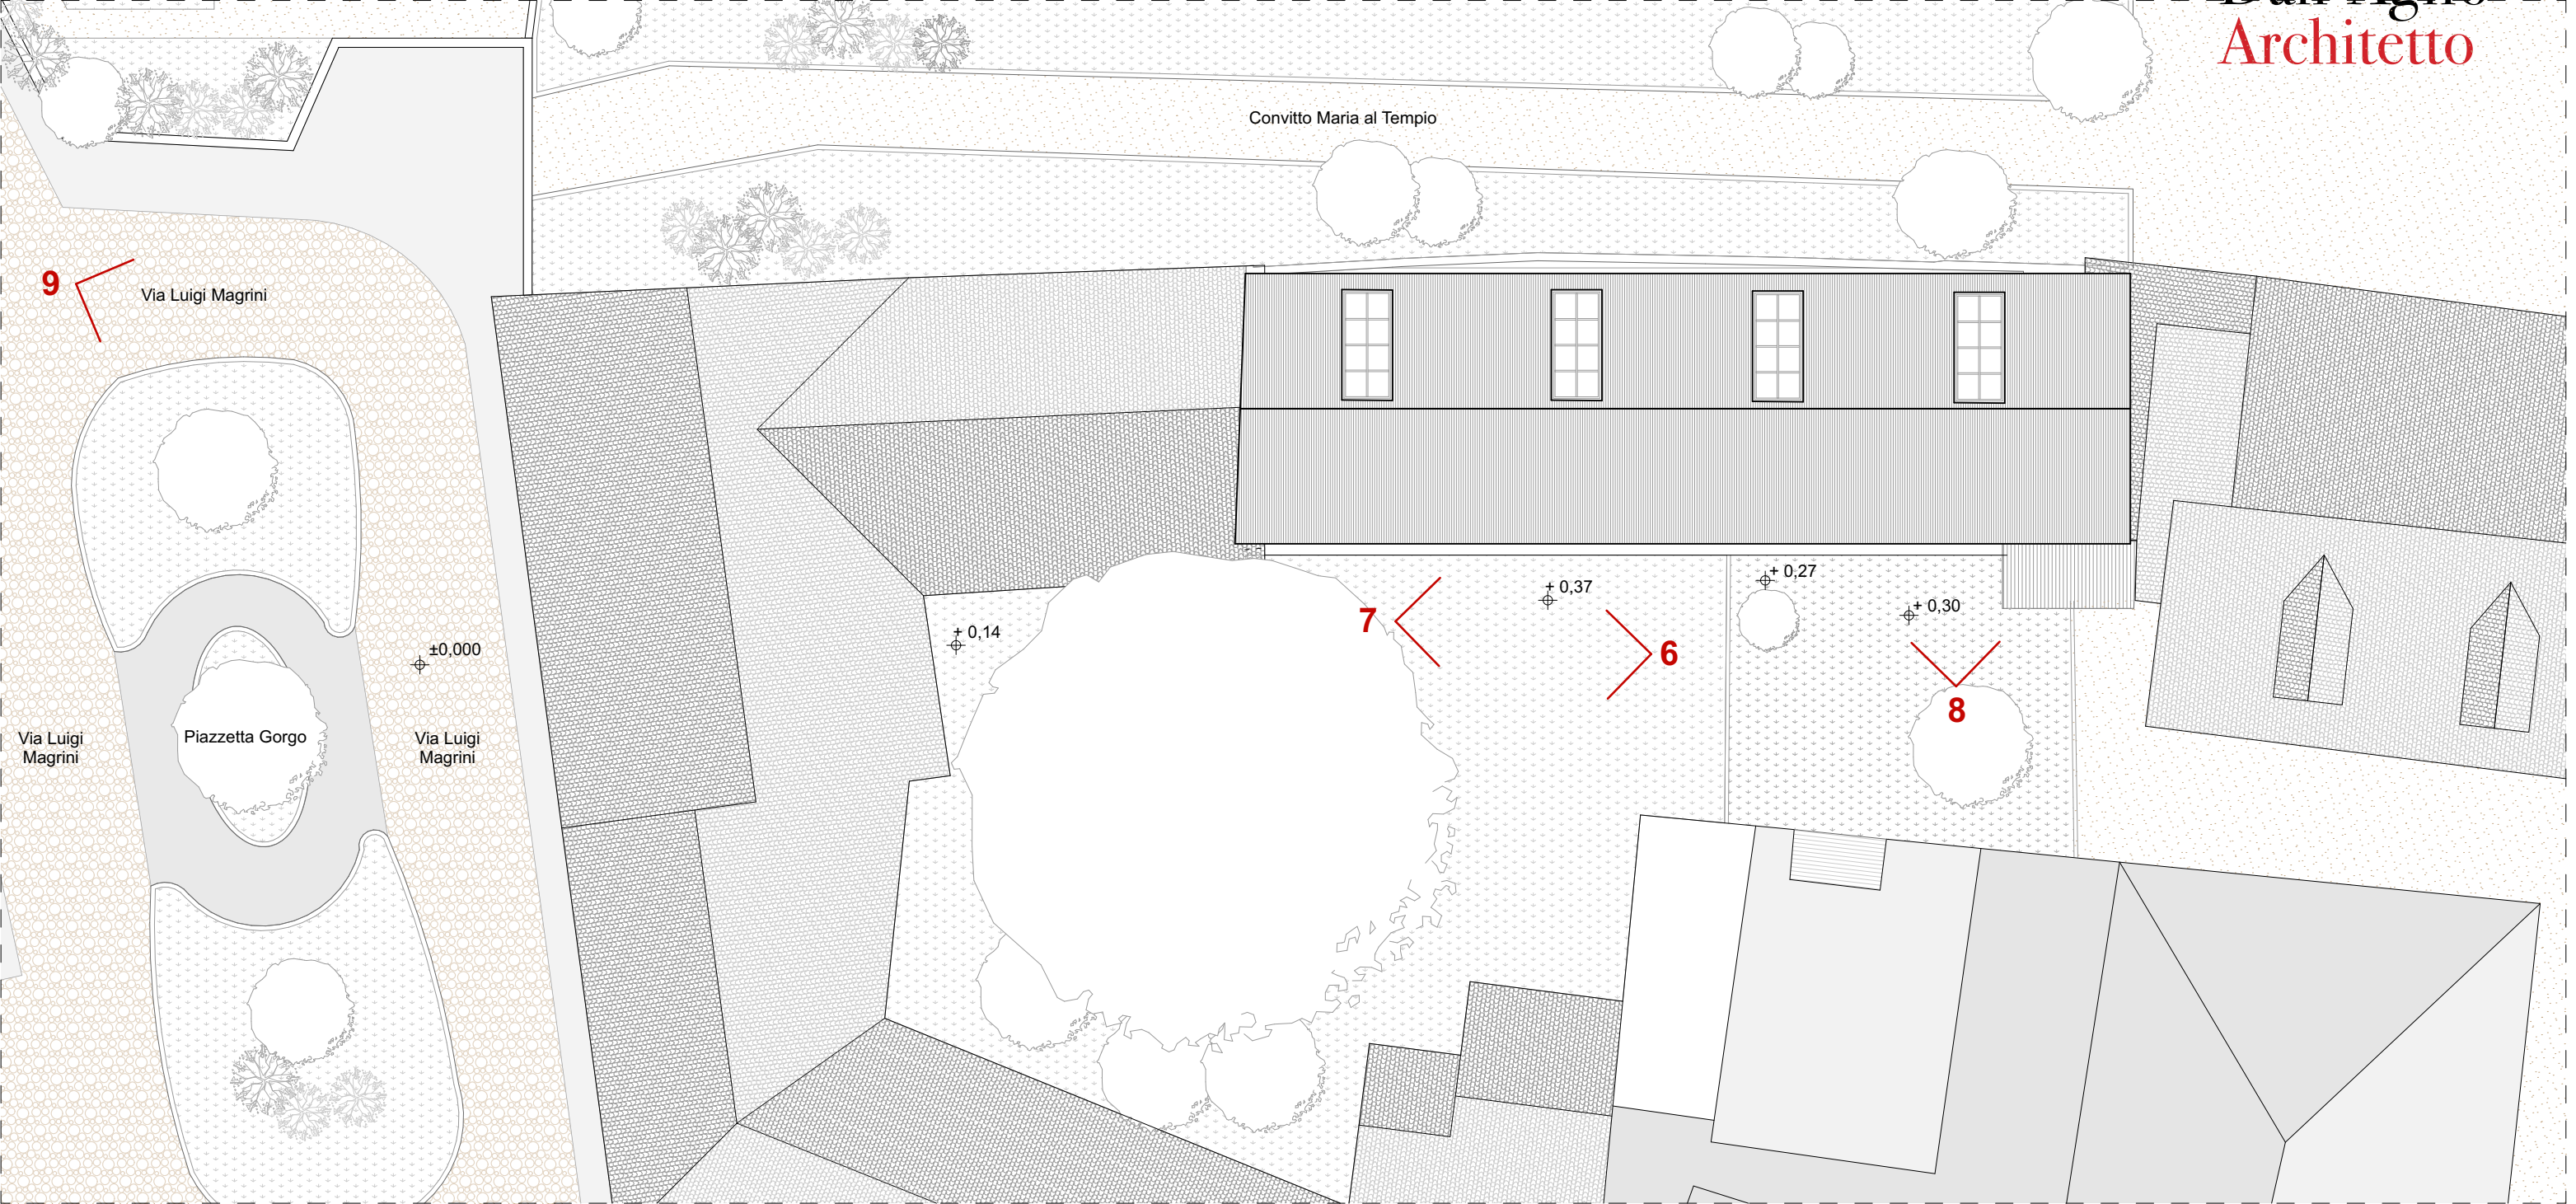 Architetto
Convitto Maria al Tempio
9
Via Luigi Magrini
+ 0,27
+ 0,37
+ 0,30
7
+ 0,14
6
±0,000
8
Piazzetta Gorgo
Via Luigi
Magrini
Via Luigi
Magrini